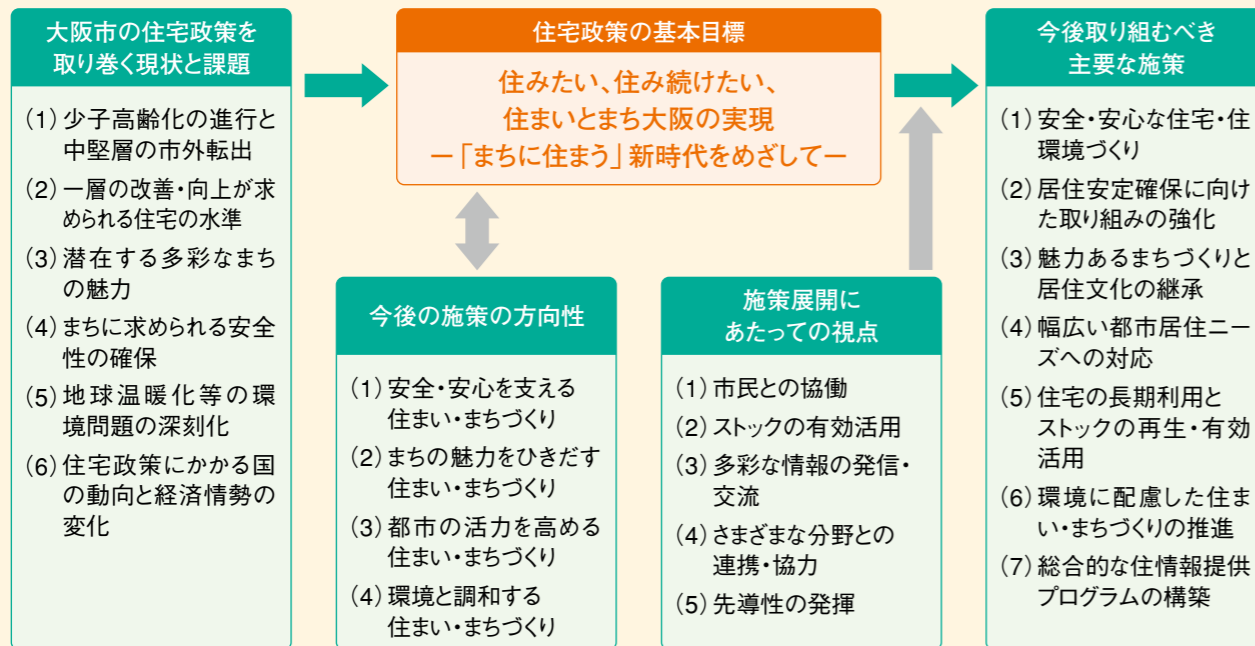 大阪市の住宅政策を
取り巻く現状と課題
(1)少子高齢化の進行と
中堅層の市外転出
(2)一層の改善・向上が求
められる住宅の水準
(3)潜在する多彩なまち
の魅力
(4)まちに求められる安全
性の確保
(5)地球温暖化等の環
境問題の深刻化
(6)住宅政策にかかる国
の動向と経済情勢の
変化
住宅政策の基本目標
住みたい、住み続けたい、
住まいとまち大阪の実現
ー「まちに住まう」新時代をめざしてー
今後の施策の方向性
(1)安全・安心を支える
住まい・まちづくり
(2)まちの魅力をひきだす
住まい・まちづくり
(3)都市の活力を高める
住まい・まちづくり
(4)環境と調和する
住まい・まちづくり
施策展開に
あたっての視点
(1)市民との協働
(2)ストックの有効活用
(3)多彩な情報の発信・
交流
(4)さまざまな分野との
連携・協力
(5)先導性の発揮
今後取り組むべき
主要な施策
(1)安全・安心な住宅・住
環境づくり
(2)居住安定確保に向け
た取り組みの強化
(3)魅力あるまちづくりと
居住文化の継承
(4)幅広い都市居住ニー
ズへの対応
(5)住宅の長期利用と
ストックの再生・有効
活用
(6)環境に配慮した住ま
い・まちづくりの推進
(7)総合的な住情報提供
プログラムの構築